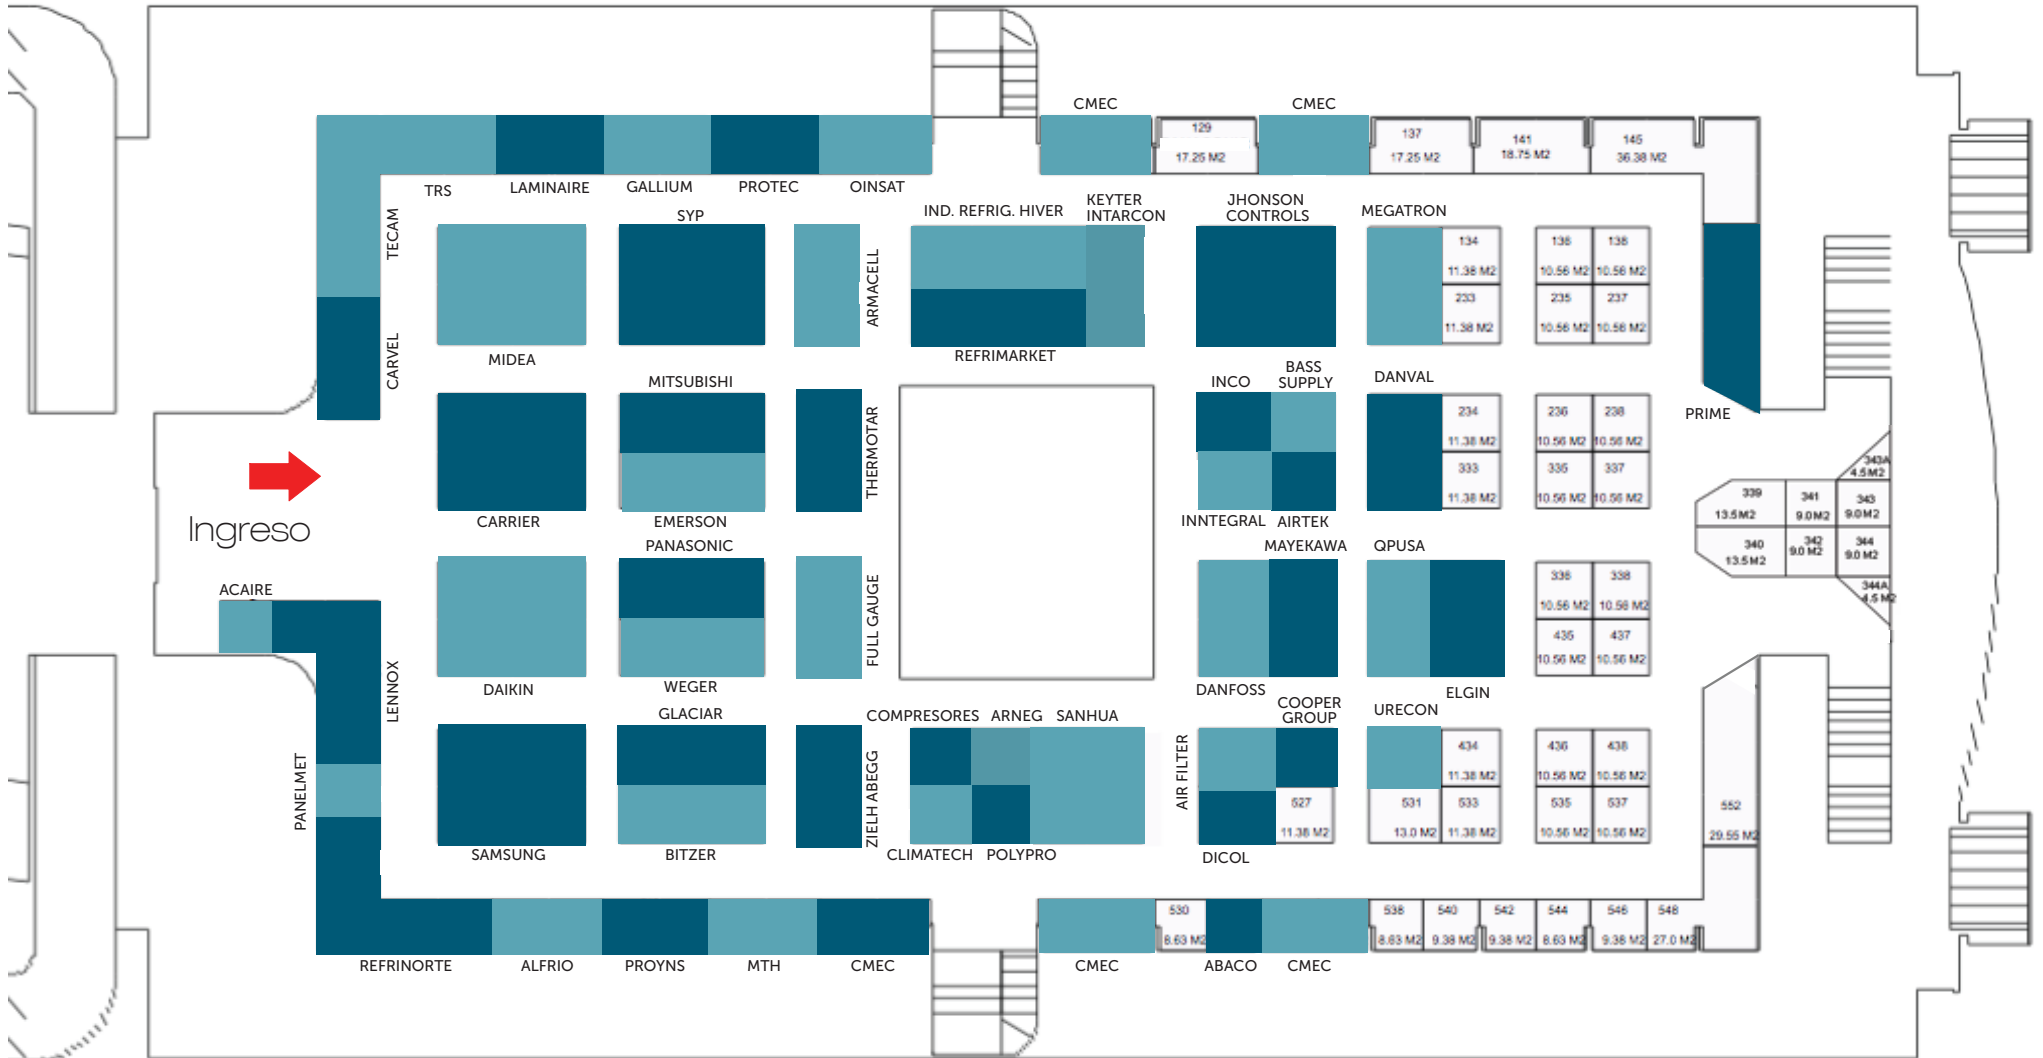 CMEC
CMEC
129
17.25 M2
137
17.25 M2
141
18.75 M2
145
36.38 M2
TRS
LAMINAIRE
GALLIUM
PROTEC
OINSAT
TECAM
CARVEL
SYP
ARMACELL
IND. REFRIG. HIVER
KEYTER
INTARCON
JHONSON
CONTROLS
MEGATRON
134
11.38 M2
233
11.38 M2
136
10.56 M2
138
10.56 M2
235
10.56 M2
237
10.56 M2
MIDEA
REFRIMARKET
MITSUBISHI
THERMOTAR
INCO
BASS
SUPPLY
DANVAL
234
11.38 M2
333
11.38 M2
236
10.56 M2
238
10.56 M2
335
10.56 M2
337
10.56 M2
PRIME
CARRIER
EMERSON
INNTEGRAL
AIRTEK
Ingreso
339
13.5M2
341
9.0M2
343
9.0M2
343A
4.5M2
340
13.5M2
342
9.0 M2
344
9.0 M2
344A
4.5 M2
ACAIRE
PANASONIC
FULL GAUGE
MAYEKAWA
QPUSA
336
10.56 M2
338
10.56 M2
435
10.56 M2
437
10.56 M2
LENNOX
DAIKIN
WEGER
DANFOSS
ELGIN
PANELMET
GLACIAR
ZIELH ABEGG
COMPRESORES
ARNEG
SANHUA
AIR FILTER
COOPER
GROUP
URECON
434
11.38 M2
436
10.56 M2
438
10.56 M2
527
11.38 M2
531
13.0 M2
533
11.38 M2
535
10.56 M2
537
10.56 M2
552
29.55 M2
SAMSUNG
BITZER
CLIMATECH
POLYPRO
DICOL
530
8.63 M2
538
8.63 M2
540
9.38 M2
542
9.38 M2
544
8.63 M2
546
9.38 M2
548
27.0 M2
REFRINORTE
ALFRIO
PROYNS
MTH
CMEC
CMEC
ABACO
CMEC